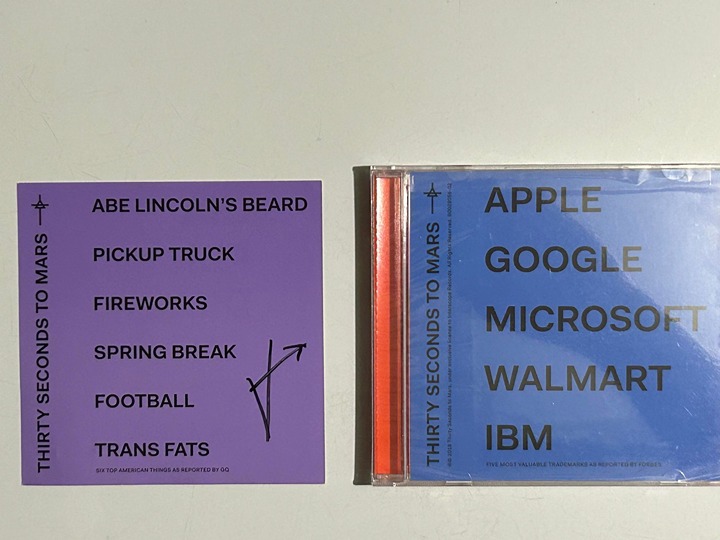 THIRTY SECONDS TO MARS
ABE LINCOLN'S BEARD
PICKUP TRUCK
FIREWORKS
SPRING BREAK
FOOTBALL
TRANS FATS
SIX TOP AMERICAN THINGS AS REPORTED BY GQ
THIRTY SECONDS TO MARS
APPLE
GOOGLE
MICROSOFT
WALMART
IBM
FIVE MOST VALUABLE TRADEMARKS AS REPORTED BY FORBES